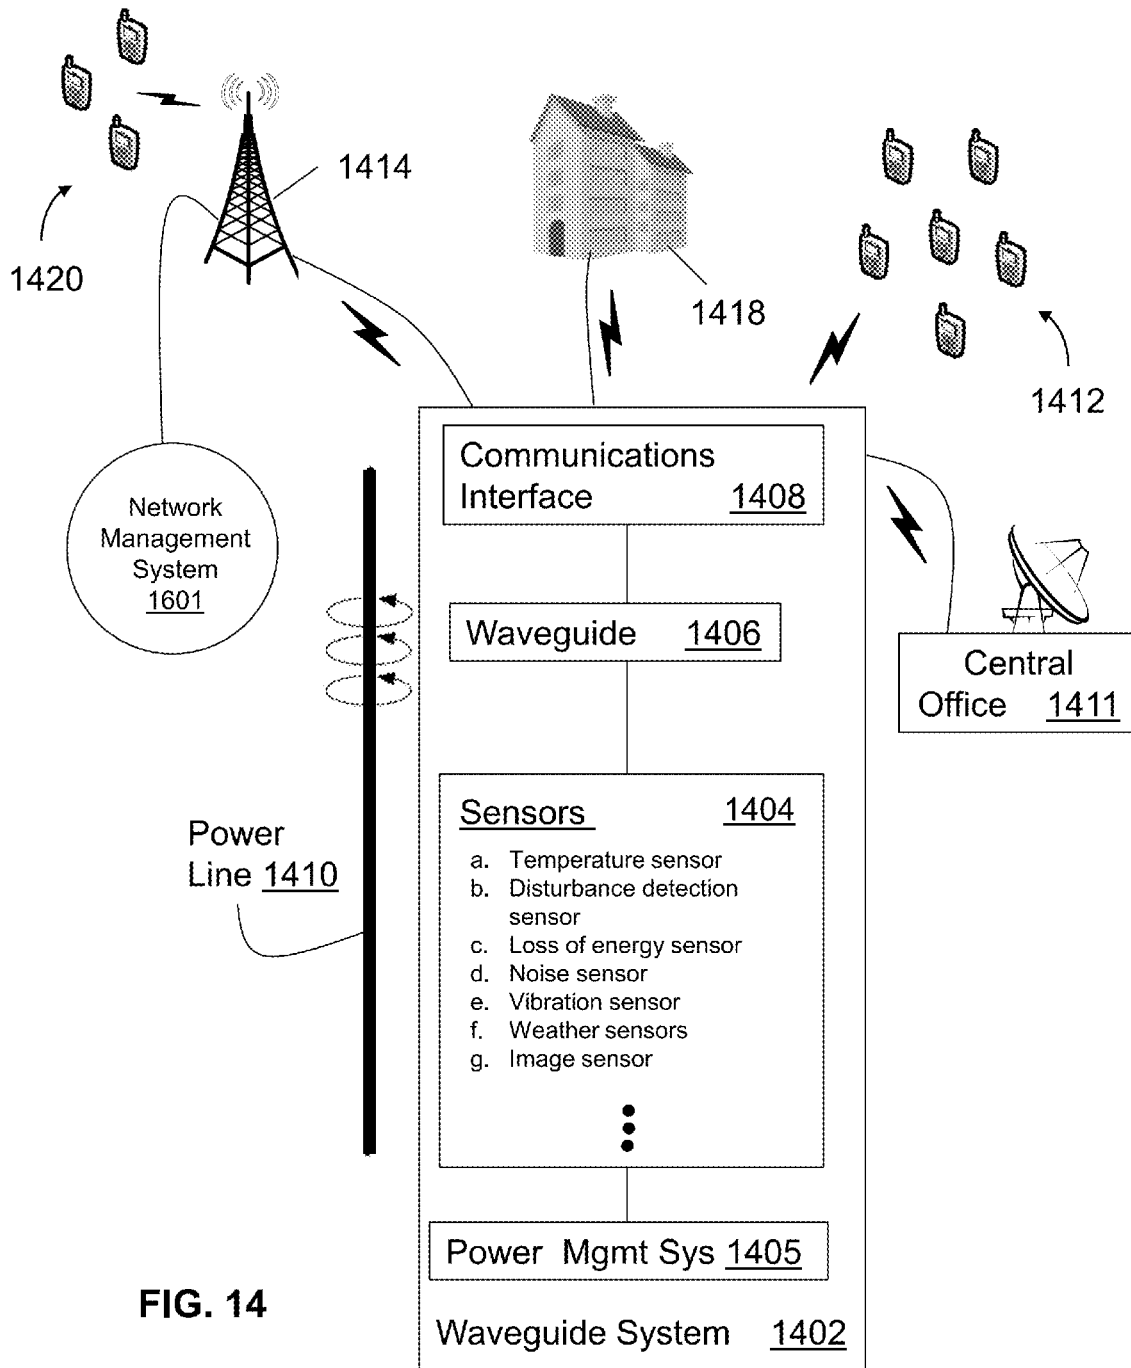 1414
1420
1418
1412
Communications
Interface 1408
Network
Management
System
1601
Waveguide 1406
Central
Office 1411
Sensors 1404
a. Temperature sensor
b. Disturbance detection
sensor
c. Loss of energy sensor
d. Noise sensor
e. Vibration sensor
f. Weather sensors
g. Image sensor
Power
Line 1410
Power Mgmt Sys 1405
FIG. 14
Waveguide System 1402